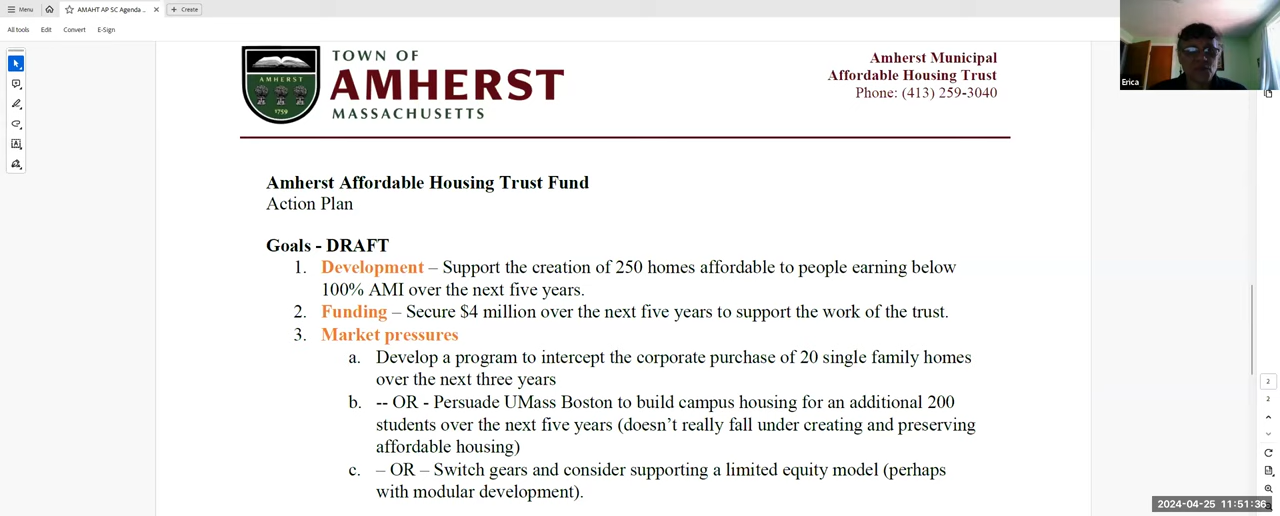 Menu
AMAHT AP SC Agenda ...
Create
All tools Edit Convert E-Sign
TOWN OF
AMHERST
MASSACHUSETTS
AMHERST
1759
Amherst Municipal
Affordable Housing Trust
Phone: (413) 259-3040
Erica
Amherst Affordable Housing Trust Fund
Action Plan
Goals - DRAFT
1. Development – Support the creation of 250 homes affordable to people earning below
100% AMI over the next five years.
2. Funding – Secure $4 million over the next five years to support the work of the trust.
3. Market pressures
a. Develop a program to intercept the corporate purchase of 20 single family homes
over the next three years
b. -- OR - Persuade UMass Boston to build campus housing for an additional 200
students over the next five years (doesn’t really fall under creating and preserving
affordable housing)
c. – OR – Switch gears and consider supporting a limited equity model (perhaps
with modular development).
2
2
2024-04-25 11:51:36